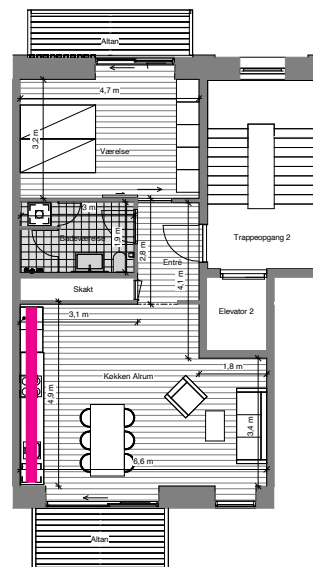 Altan
4,7 m
3,2 m
Værelse
3 m
Badeværelse
1,9 m
2,8 m
Trappeopgang 2
Entré
4,1 m
Skakt
Elevator 2
3,1 m
Køkken Alrum
1,8 m
4,9 m
3,4 m
6,6 m
Altan